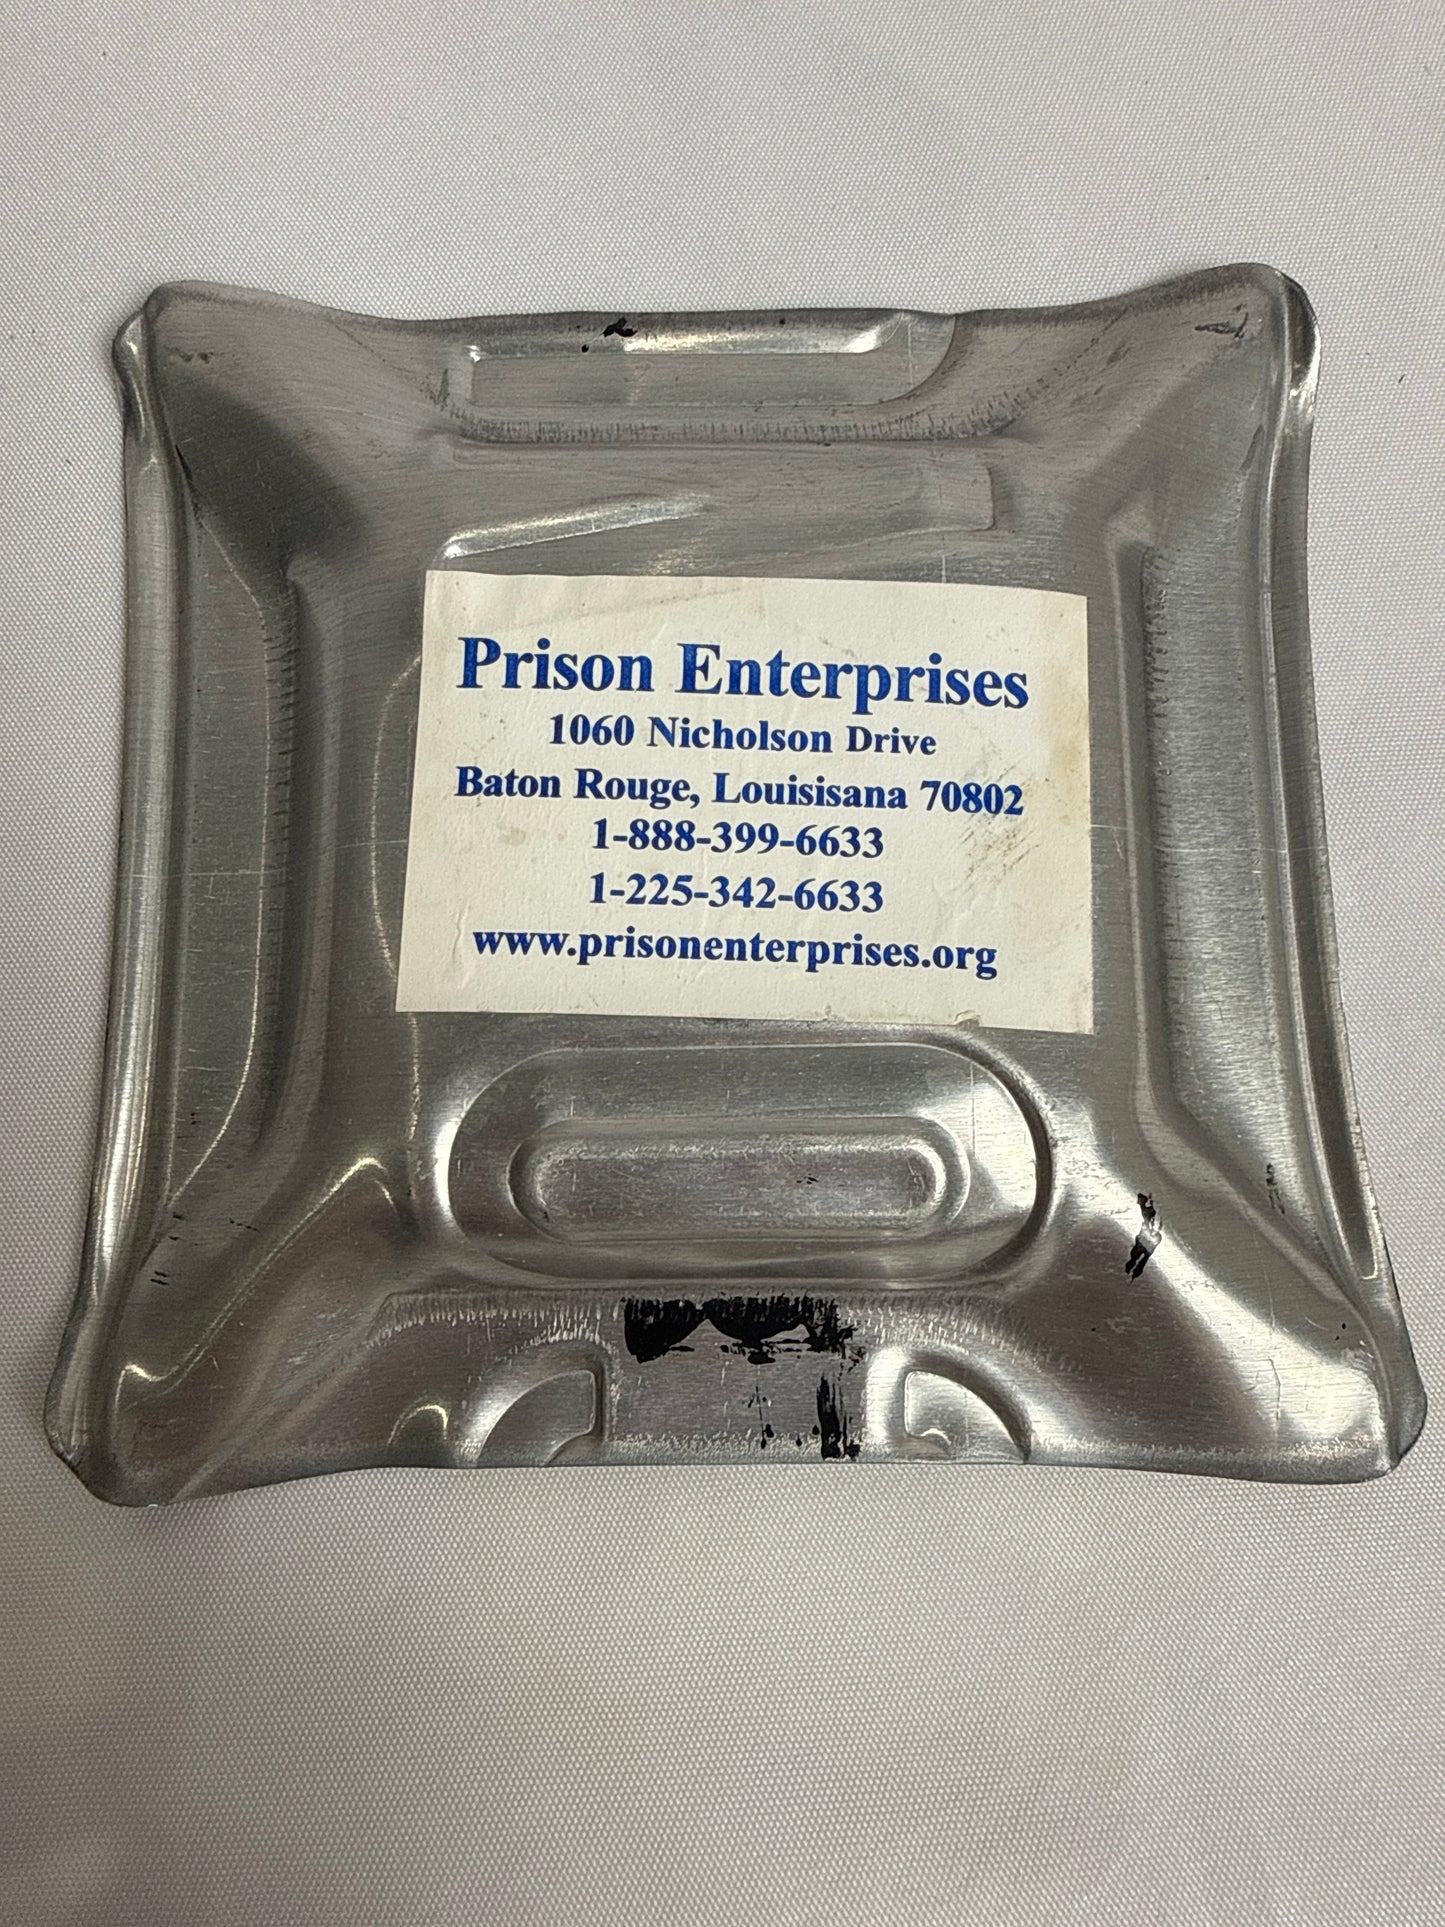 Prison Enterprises
1060 Nicholson Drive
Baton Rouge, Louisisana 70802
1-888-399-6633
1-225-342-6633
www.prisonenterprises.org